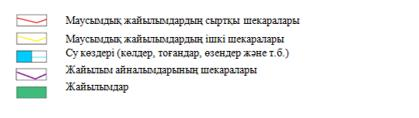 Маусымдық жайылымдардың сыртқы шекаралары
Маусымдық жайылымдардың ішкі шекаралары
Су көздері (көлдер, тоғандар, өзендер және т.б.)
Жайылым айналымдарының шекаралары
Жайылымдар